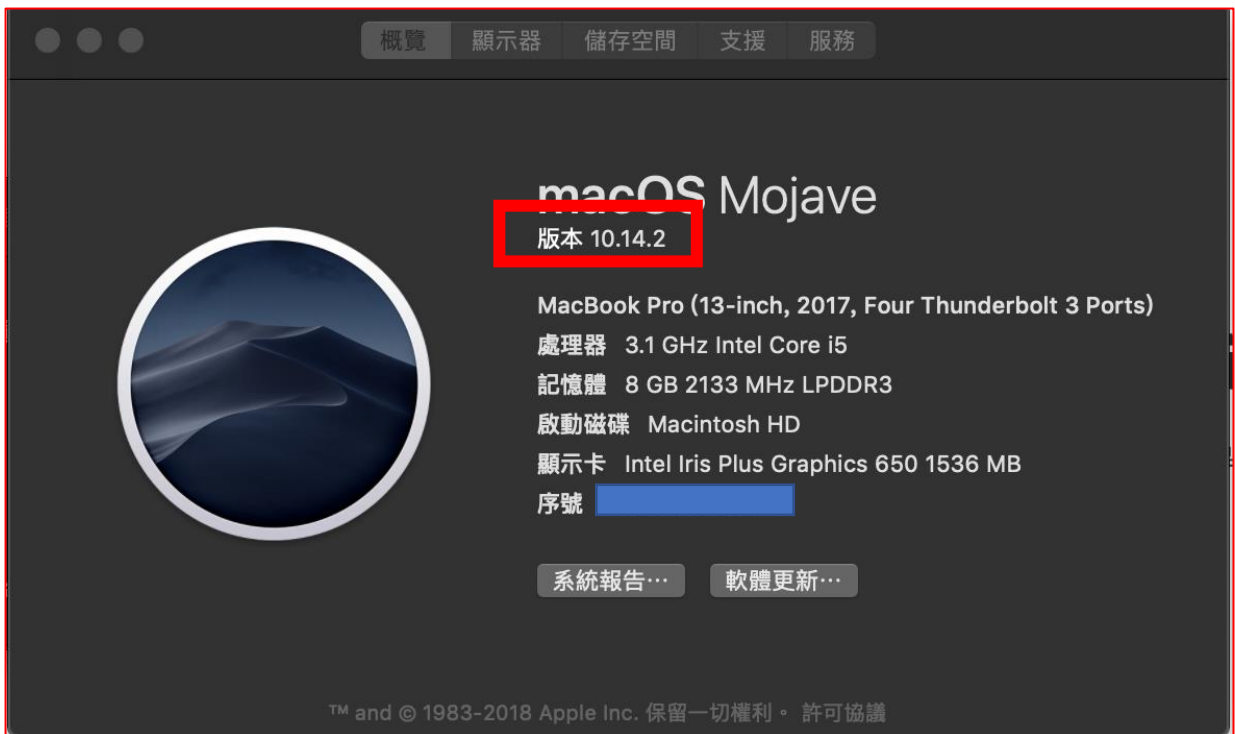 概覽 顯示器 儲存空間 支援 服務
macOS Mojave
版本 10.14.2
MacBook Pro (13-inch, 2017, Four Thunderbolt 3 Ports)
處理器 3.1 GHz Intel Core i5
記憶體 8 GB 2133 MHz LPDDR3
啟動磁碟 Macintosh HD
顯示卡 Intel Iris Plus Graphics 650 1536 MB
序號
系統報告⋯ 軟體更新⋯
™ and © 1983-2018 Apple Inc. 保留一切權利。 許可協議